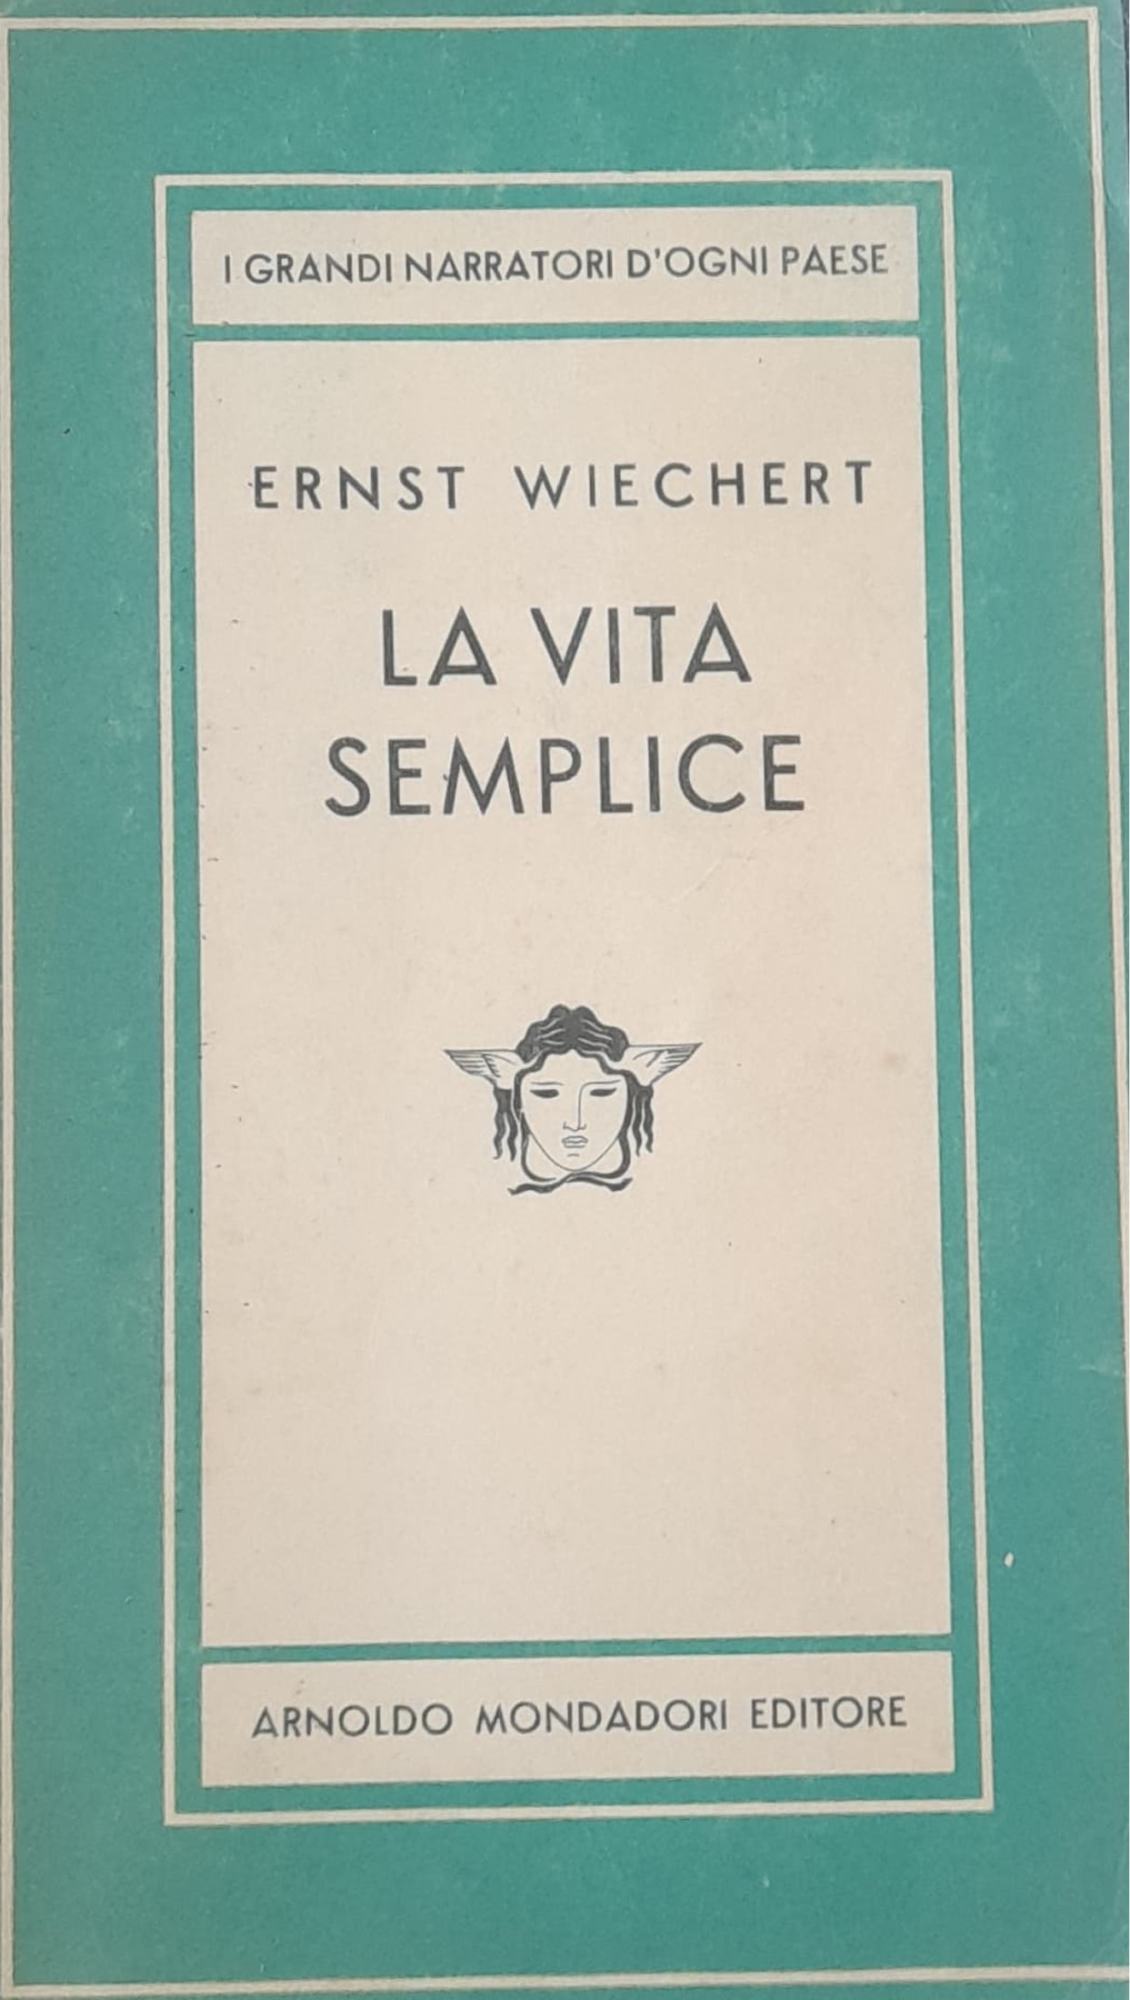 I GRANDI NARRATORI D'OGNI PAESE
ERNST WIECHERT
LA VITA
SEMPLICE
ARNOLDO MONDADORI EDITORE